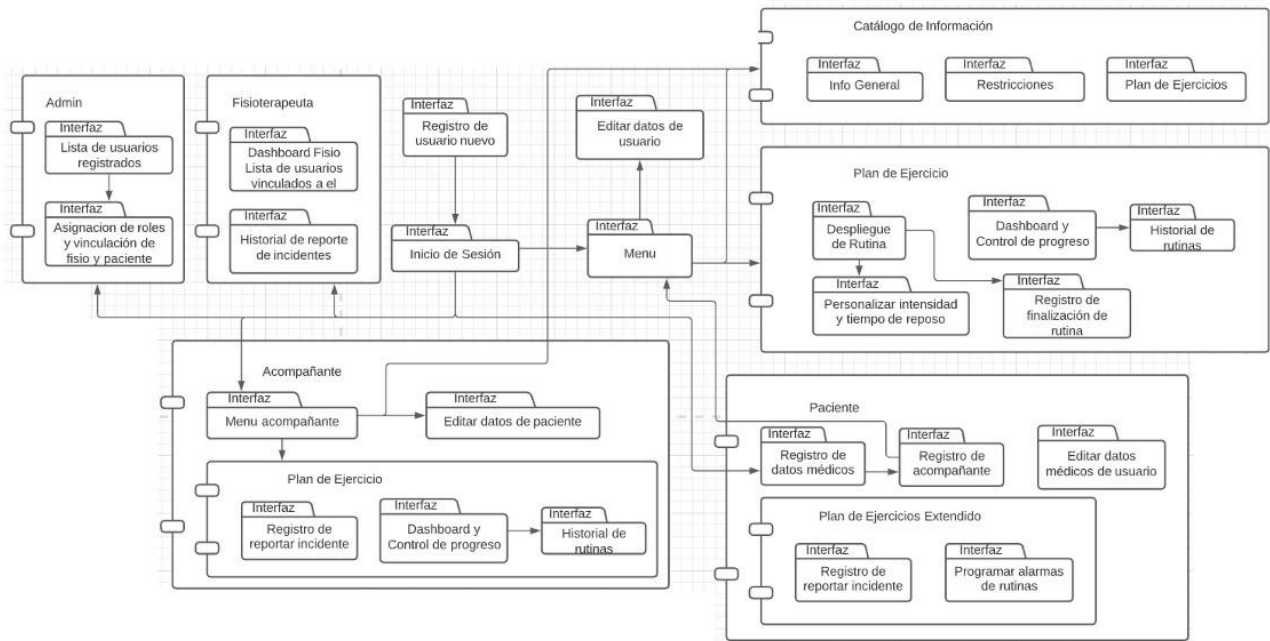 Catálogo de Información
Interfaz
Info General
Interfaz
Restricciones
Interfaz
Plan de Ejercicios
Admin
Interfaz
Lista de usuarios
registrados
Interfaz
Asignacion de roles
y vinculación de
fisio y paciente
Fisioterapeuta
Interfaz
Dashboard Fisio
Lista de usuarios
vinculados a el
Interfaz
Historial de reporte
de incidentes
Interfaz
Registro de
usuario nuevo
Interfaz
Inicio de Sesión
Interfaz
Editar datos de
usuario
Interfaz
Menu
Plan de Ejercicio
Interfaz
Despliegue
de Rutina
Interfaz
Personalizar intensidad
y tiempo de reposo
Interfaz
Dashboard y
Control de progreso
Interfaz
Historial de
rutinas
Interfaz
Registro de
finalización de
rutina
Acompañante
Interfaz
Menu acompañante
Interfaz
Editar datos de paciente
Plan de Ejercicio
Interfaz
Registro de
reportar incidente
Interfaz
Dashboard y
Control de progreso
Interfaz
Historial de
rutinas
Paciente
Interfaz
Registro de
datos médicos
Interfaz
Registro de
acompañante
Interfaz
Editar datos
médicos de usuario
Plan de Ejercicios Extendido
Interfaz
Registro de
reportar incidente
Interfaz
Programar alarmas
de rutinas